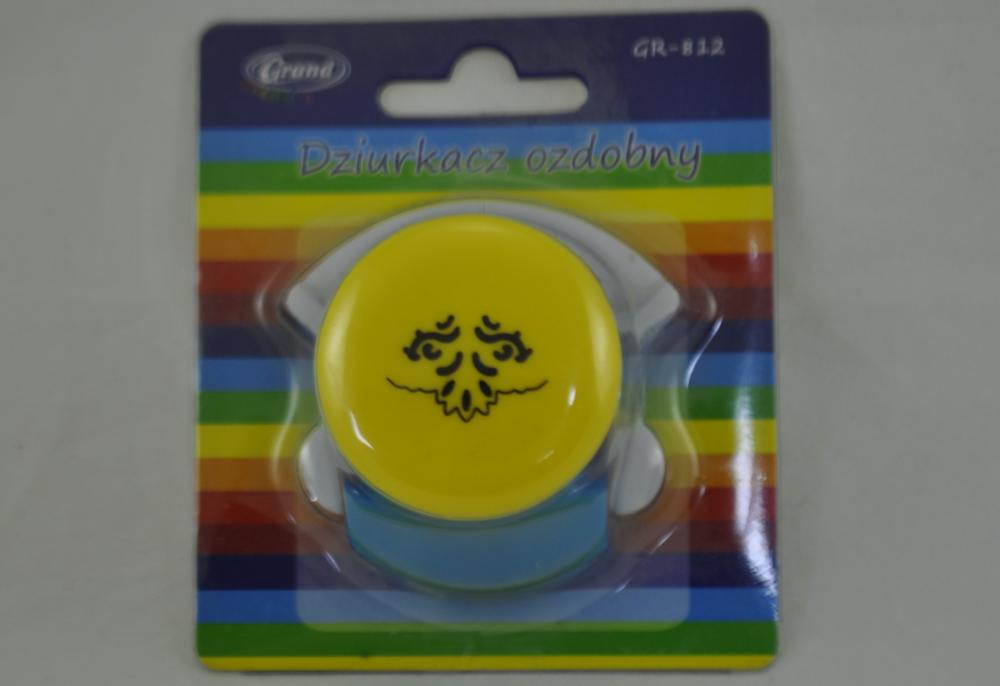 Grand
GR-812
Dziurkacz ozdobny